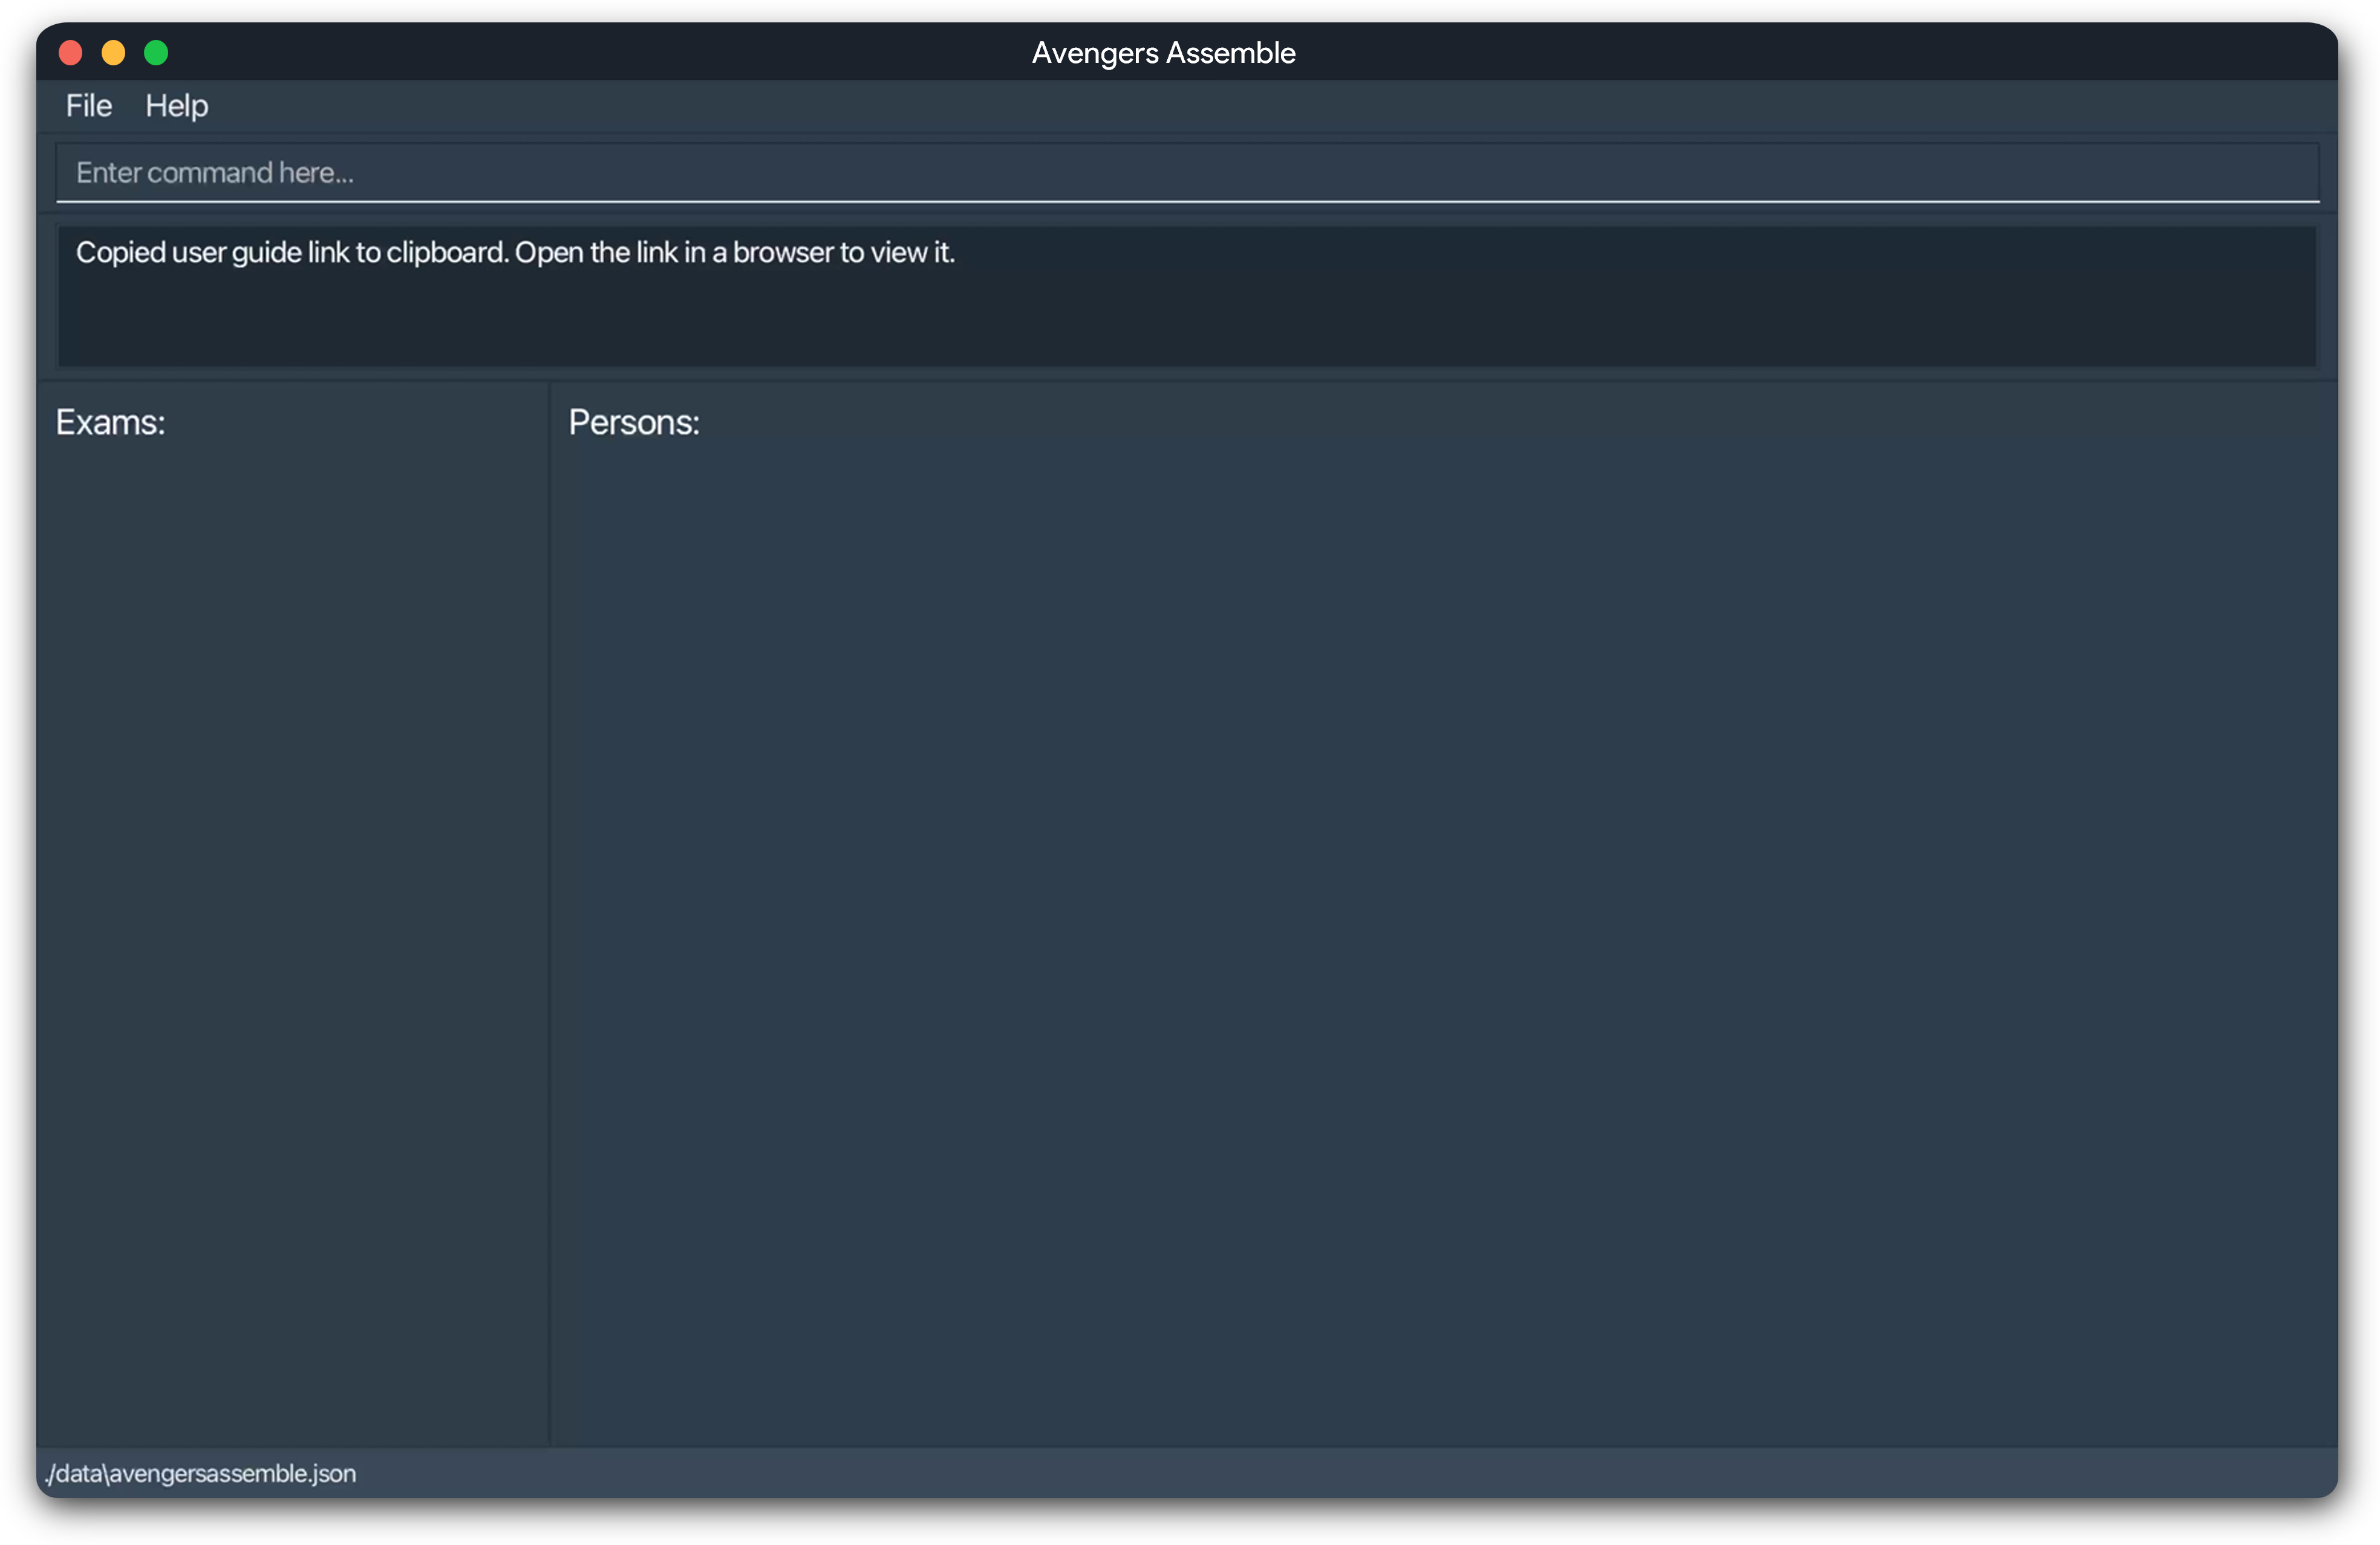 Avengers Assemble
File Help
Enter command here...
Copied user guide link to clipboard. Open the link in a browser to view it.
Exams:
Persons:
./data\avengersassemble.json